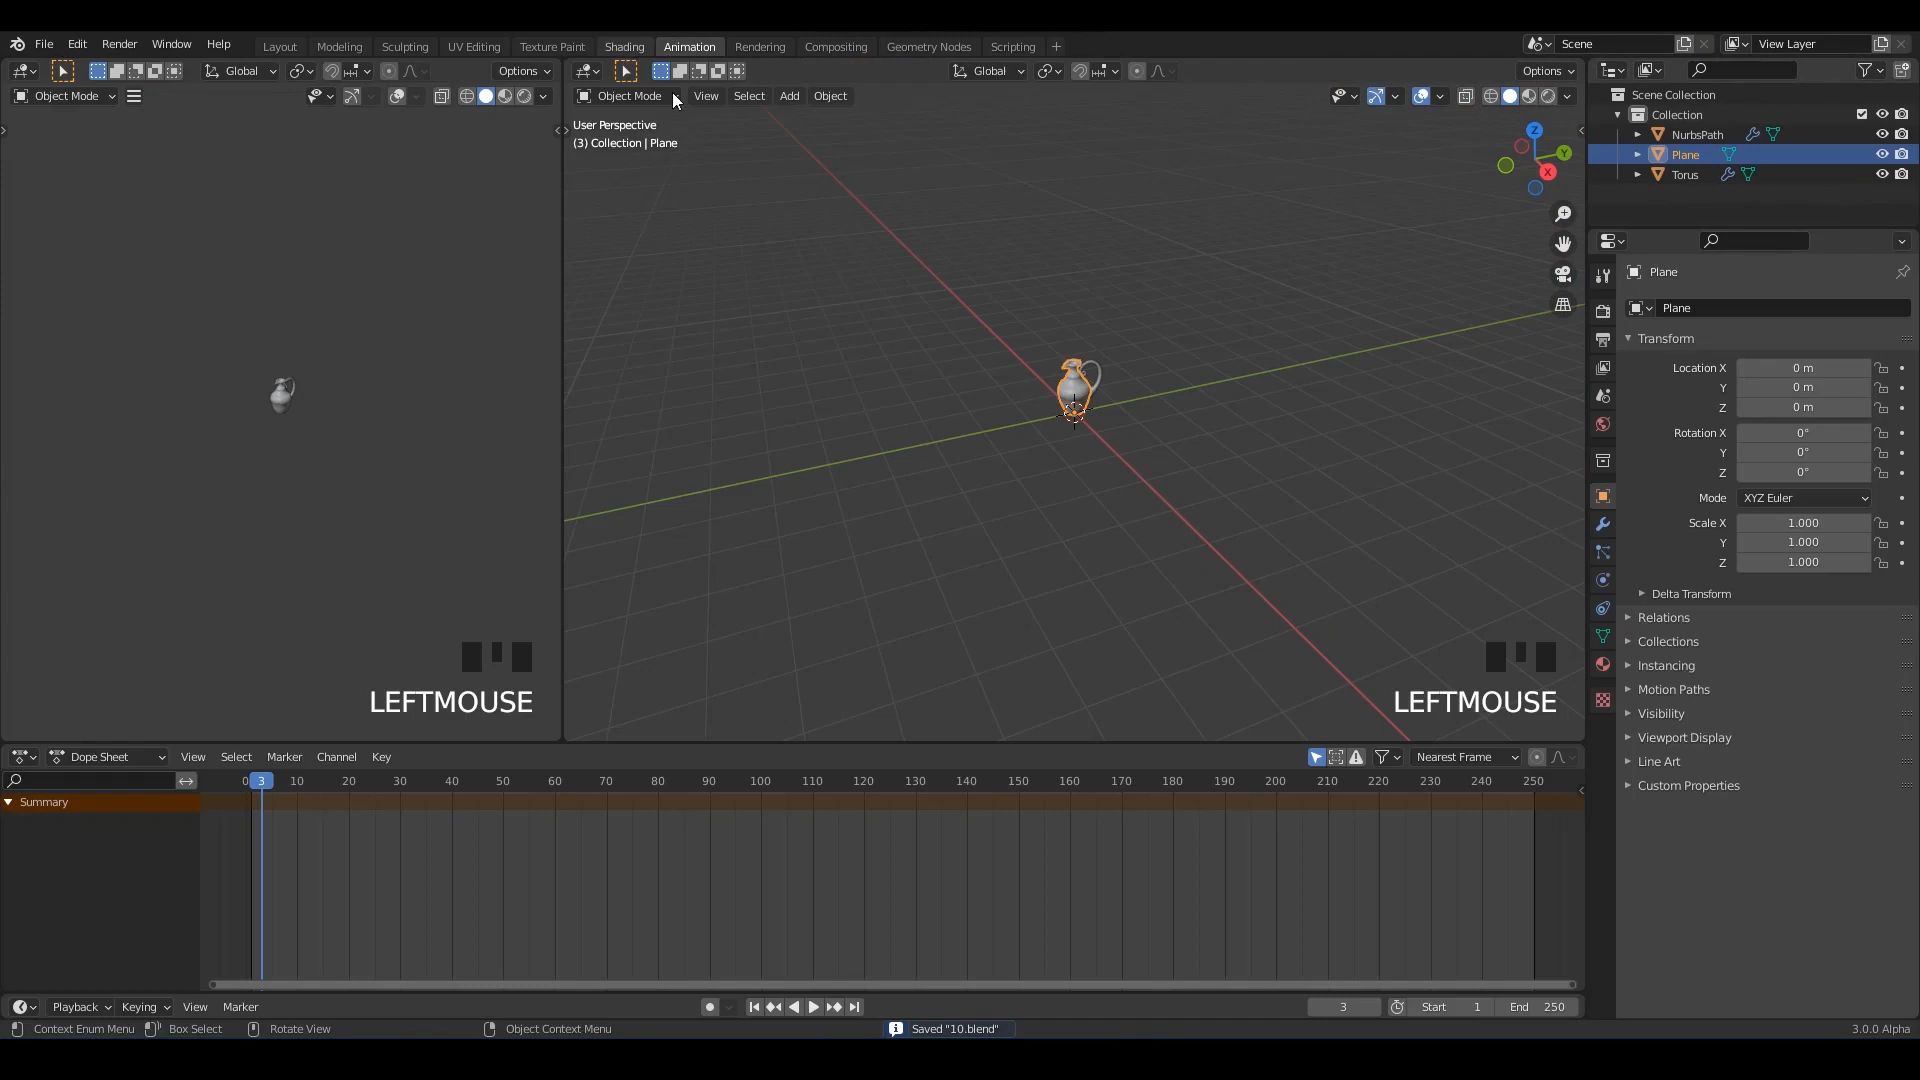 File Edit Render Window Help Layout Modeling Sculpting UV Editing Texture Paint Shading Animation Rendering Compositing Geometry Nodes Scripting + Scene View Layer
Global Options Global Options
Object Mode Object Mode View Select Add Object
User Perspective
(3) Collection | Plane
Z
Y
X
Scene Collection
Collection
NurbsPath
Plane
Torus
Plane
Plane
Transform
Location X 0 m
Y 0 m
Z 0 m
Rotation X 0°
Y 0°
Z 0°
Mode XYZ Euler
Scale X 1.000
Y 1.000
Z 1.000
Delta Transform
Relations
Collections
Instancing
Motion Paths
Visibility
Viewport Display
Line Art
Custom Properties
LEFTMOUSE LEFTMOUSE
Dope Sheet View Select Marker Channel Key Nearest Frame
0 3 10 20 30 40 50 60 70 80 90 100 110 120 130 140 150 160 170 180 190 200 210 220 230 240 250
Summary
Playback Keying View Marker 3 Start 1 End 250
Context Enum Menu Box Select Rotate View Object Context Menu Saved "10.blend" 3.0.0 Alpha